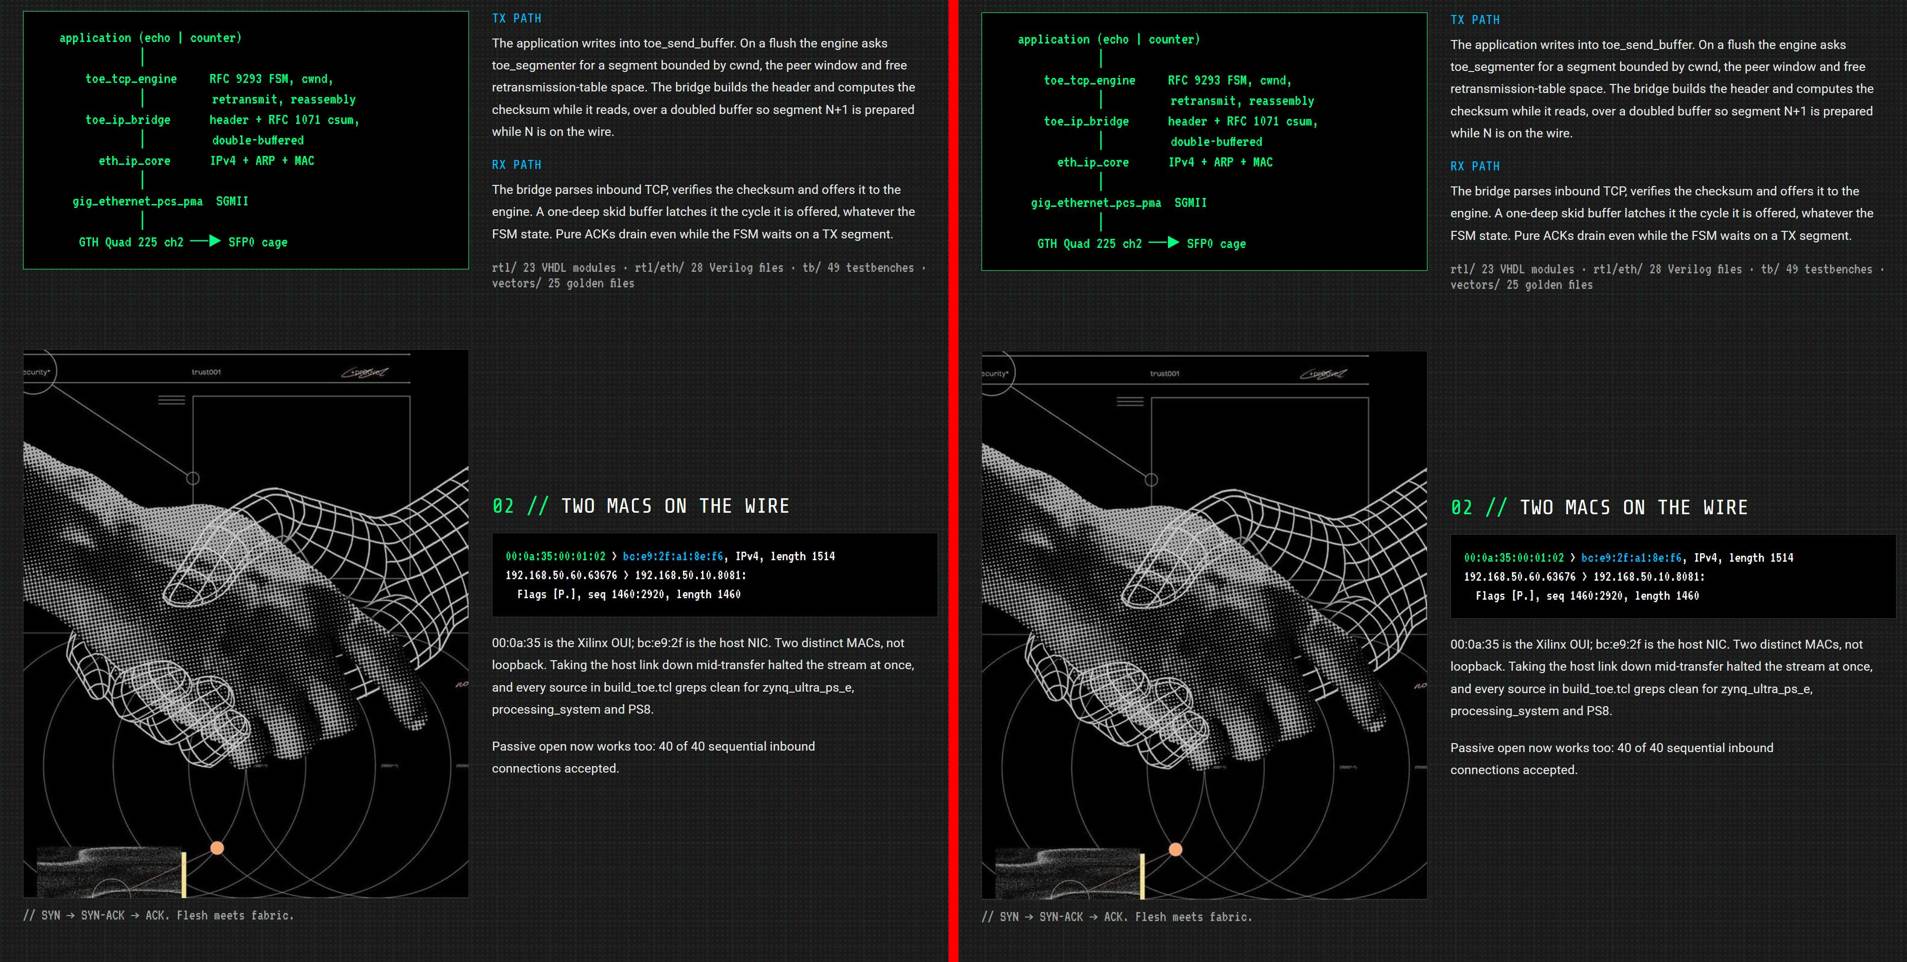 application (echo | counter)
toe_tcp_engine RFC 9293 FSM, cwnd,
retransmit, reassembly
toe_ip_bridge header + RFC 1071 csum,
double-buffered
eth_ip_core IPv4 + ARP + MAC
gig_ethernet_pcs_pma SGMII
GTH Quad 225 ch2 ──▶ SFP0 cage
TX PATH
The application writes into toe_send_buffer. On a flush the engine asks
toe_segmenter for a segment bounded by cwnd, the peer window and free
retransmission-table space. The bridge builds the header and computes the
checksum while it reads, over a doubled buffer so segment N+1 is prepared
while N is on the wire.
RX PATH
The bridge parses inbound TCP, verifies the checksum and offers it to the
engine. A one-deep skid buffer latches it the cycle it is offered, whatever the
FSM state. Pure ACKs drain even while the FSM waits on a TX segment.
rtl/ 23 VHDL modules · rtl/eth/ 28 Verilog files · tb/ 49 testbenches ·
vectors/ 25 golden files
ecurity*
trust001
02 // TWO MACS ON THE WIRE
00:0a:35:00:01:02 > bc:e9:2f:a1:8e:f6, IPv4, length 1514
192.168.50.60.63676 > 192.168.50.10.8081:
Flags [P.], seq 1460:2920, length 1460
00:0a:35 is the Xilinx OUI; bc:e9:2f is the host NIC. Two distinct MACs, not
loopback. Taking the host link down mid-transfer halted the stream at once,
and every source in build_toe.tcl greps clean for zynq_ultra_ps_e,
processing_system and PS8.
Passive open now works too: 40 of 40 sequential inbound
connections accepted.
no
// SYN → SYN-ACK → ACK. Flesh meets fabric.
application (echo | counter)
toe_tcp_engine RFC 9293 FSM, cwnd,
retransmit, reassembly
toe_ip_bridge header + RFC 1071 csum,
double-buffered
eth_ip_core IPv4 + ARP + MAC
gig_ethernet_pcs_pma SGMII
GTH Quad 225 ch2 ──▶ SFP0 cage
TX PATH
The application writes into toe_send_buffer. On a flush the engine asks
toe_segmenter for a segment bounded by cwnd, the peer window and free
retransmission-table space. The bridge builds the header and computes the
checksum while it reads, over a doubled buffer so segment N+1 is prepared
while N is on the wire.
RX PATH
The bridge parses inbound TCP, verifies the checksum and offers it to the
engine. A one-deep skid buffer latches it the cycle it is offered, whatever the
FSM state. Pure ACKs drain even while the FSM waits on a TX segment.
rtl/ 23 VHDL modules · rtl/eth/ 28 Verilog files · tb/ 49 testbenches ·
vectors/ 25 golden files
ecurity*
trust001
02 // TWO MACS ON THE WIRE
00:0a:35:00:01:02 > bc:e9:2f:a1:8e:f6, IPv4, length 1514
192.168.50.60.63676 > 192.168.50.10.8081:
Flags [P.], seq 1460:2920, length 1460
00:0a:35 is the Xilinx OUI; bc:e9:2f is the host NIC. Two distinct MACs, not
loopback. Taking the host link down mid-transfer halted the stream at once,
and every source in build_toe.tcl greps clean for zynq_ultra_ps_e,
processing_system and PS8.
Passive open now works too: 40 of 40 sequential inbound
connections accepted.
no
// SYN → SYN-ACK → ACK. Flesh meets fabric.